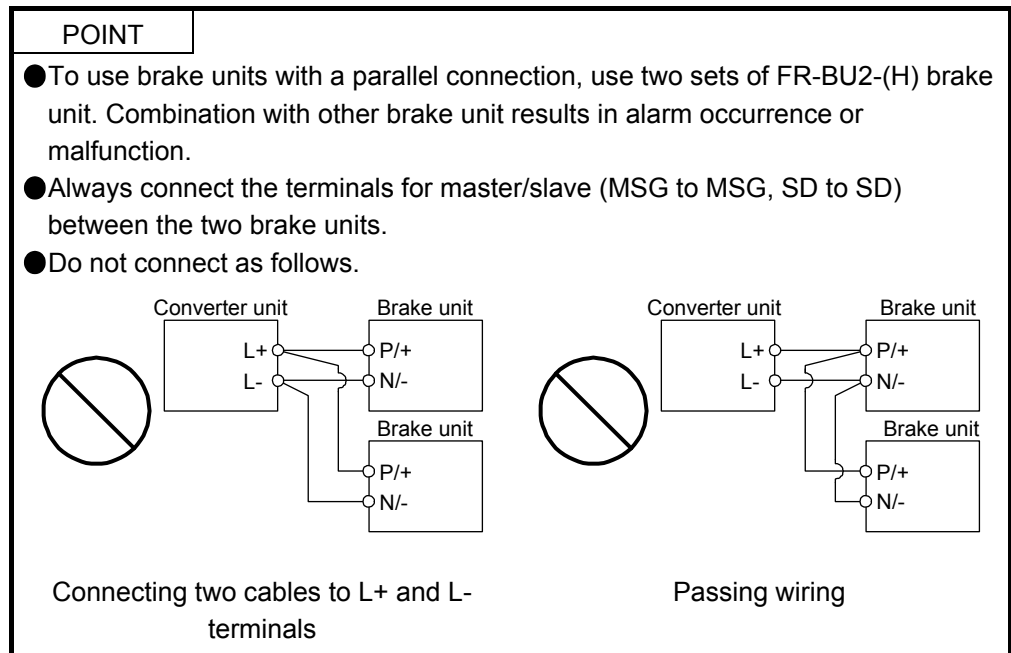 POINT
●To use brake units with a parallel connection, use two sets of FR-BU2-(H) brake
unit. Combination with other brake unit results in alarm occurrence or
malfunction.
●Always connect the terminals for master/slave (MSG to MSG, SD to SD)
between the two brake units.
●Do not connect as follows.
Converter unit
Brake unit
L+
P/+
L-
N/-
Brake unit
P/+
N/-
Connecting two cables to L+ and L-
terminals
Converter unit
Brake unit
L+
P/+
L-
N/-
Brake unit
P/+
N/-
Passing wiring